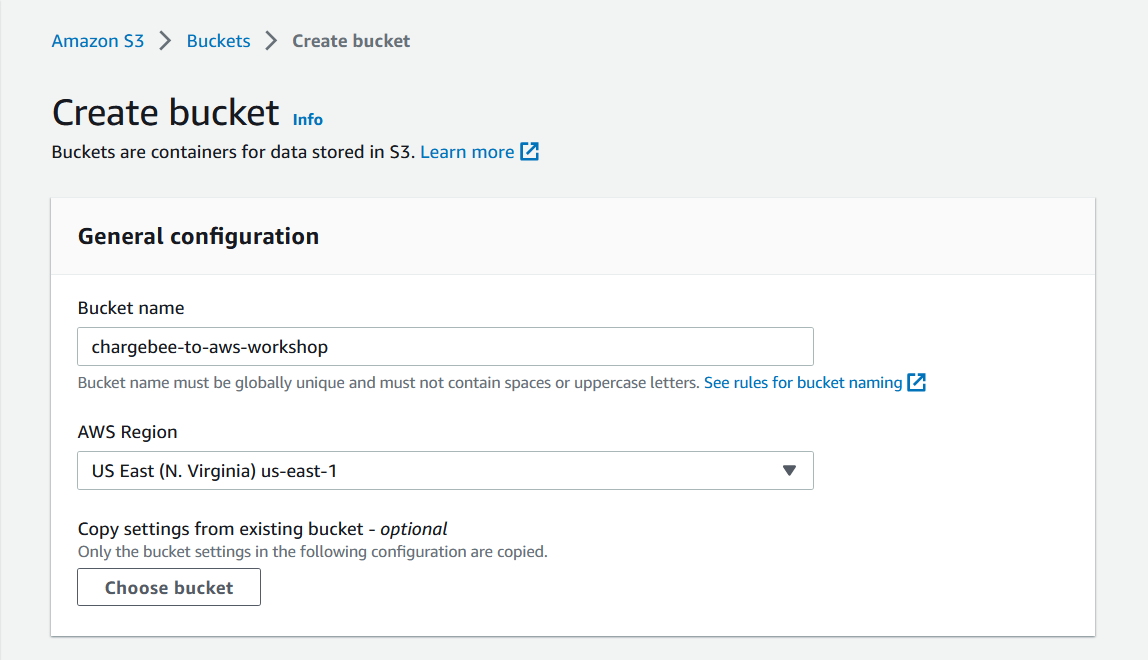 Amazon S3 > Buckets > Create bucket
Create bucket Info
Buckets are containers for data stored in S3. Learn more
General configuration
Bucket name
chargebee-to-aws-workshop
Bucket name must be globally unique and must not contain spaces or uppercase letters. See rules for bucket naming
AWS Region
US East (N. Virginia) us-east-1
Copy settings from existing bucket - optional
Only the bucket settings in the following configuration are copied.
Choose bucket